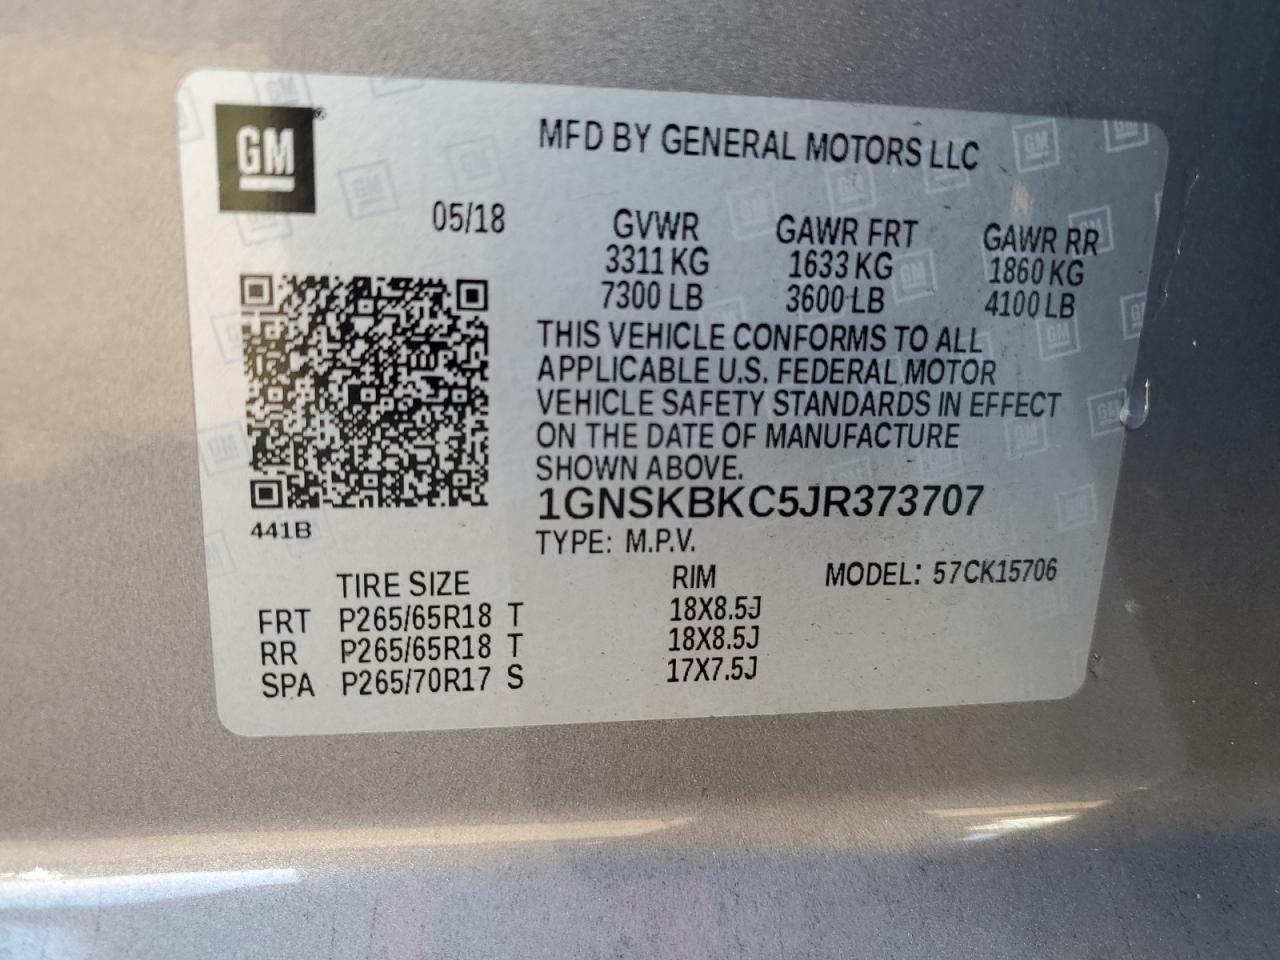 GM®
MFD BY GENERAL MOTORS LLC
05/18
GVWR GAWR FRT GAWR RR
3311 KG 1633 KG 1860 KG
7300 LB 3600 LB 4100 LB
THIS VEHICLE CONFORMS TO ALL
APPLICABLE U.S. FEDERAL MOTOR
VEHICLE SAFETY STANDARDS IN EFFECT
ON THE DATE OF MANUFACTURE
SHOWN ABOVE.
1GNSKBKC5JR373707
441B
TYPE: M.P.V.
TIRE SIZE RIM MODEL: 57CK15706
FRT P265/65R18 T 18X8.5J
RR P265/65R18 T 18X8.5J
SPA P265/70R17 S 17X7.5J